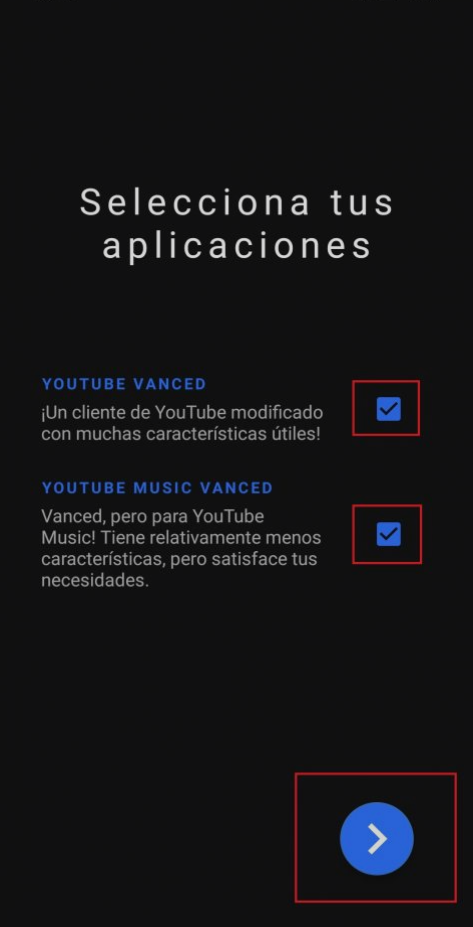 Selecciona tus
aplicaciones
YOUTUBE VANCED
¡Un cliente de YouTube modificado
con muchas características útiles!
YOUTUBE MUSIC VANCED
Vanced, pero para YouTube
Music! Tiene relativamente menos
características, pero satisface tus
necesidades.